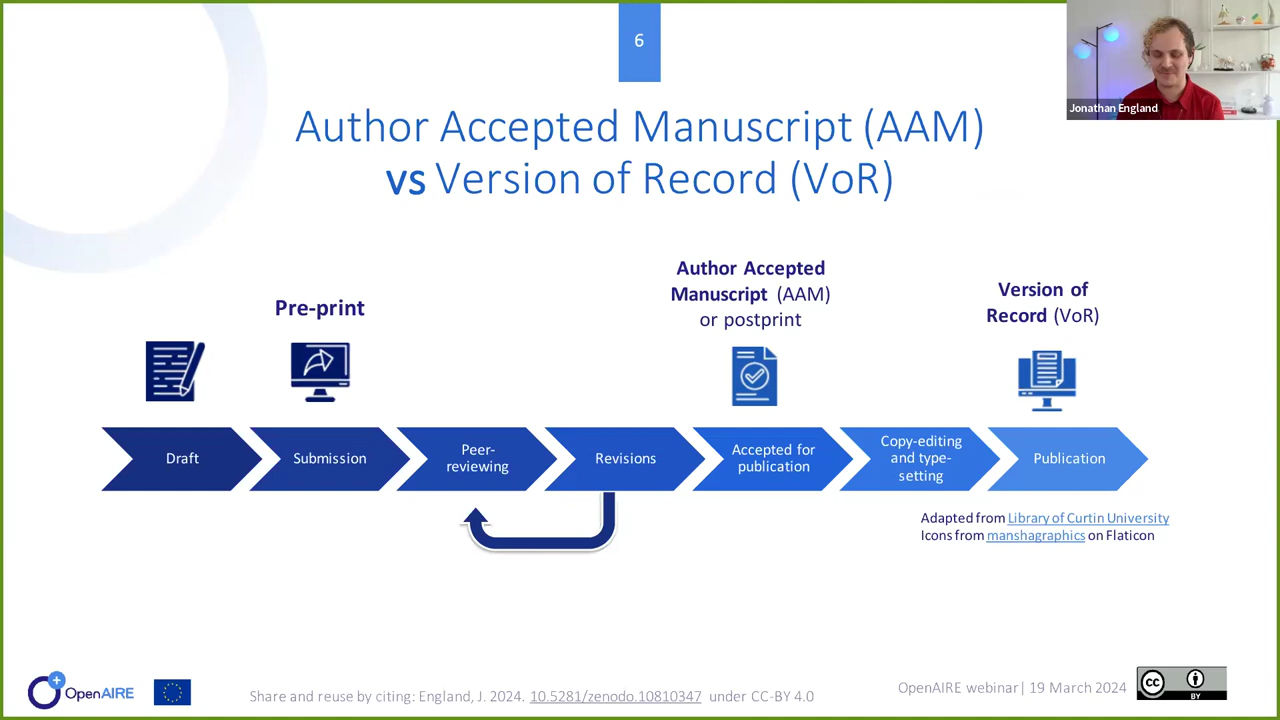 6
Jonathan England
Author Accepted Manuscript (AAM)
vs Version of Record (VoR)
Pre-print
Author Accepted
Manuscript (AAM)
or postprint
Version of
Record (VoR)
Draft
Submission
Peer-
reviewing
Revisions
Accepted for
publication
Copy-editing
and type-
setting
Publication
Adapted from Library of Curtin University
Icons from manshagraphics on Flaticon
OpenAIRE
Share and reuse by citing: England, J. 2024. 10.5281/zenodo.10810347 under CC-BY 4.0
OpenAIRE webinar| 19 March 2024
CC
BY